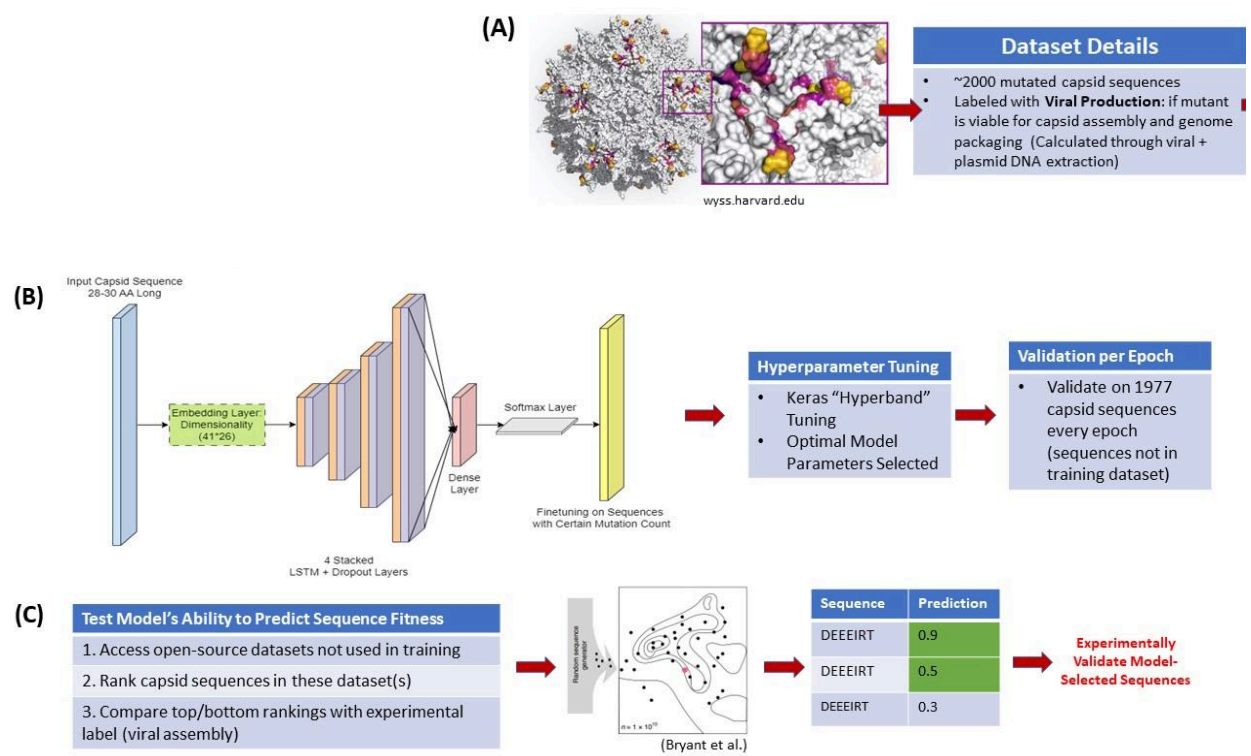 (A)
wyss.harvard.edu
Dataset Details
• ~2000 mutated capsid sequences
• Labeled with Viral Production: if mutant
is viable for capsid assembly and genome
packaging (Calculated through viral +
plasmid DNA extraction)
(B)
Input Capsid Sequence
28-30 AA Long
Embedding Layer:
Dimensionality
(41*26)
4 Stacked
LSTM + Dropout Layers
Dense
Layer
Softmax Layer
Finetuning on Sequences
with Certain Mutation Count
Hyperparameter Tuning
• Keras “Hyperband”
Tuning
• Optimal Model
Parameters Selected
Validation per Epoch
• Validate on 1977
capsid sequences
every epoch
(sequences not in
training dataset)
(C)
Test Model’s Ability to Predict Sequence Fitness
1. Access open-source datasets not used in training
2. Rank capsid sequences in these dataset(s)
3. Compare top/bottom rankings with experimental
label (viral assembly)
Random sequence
generator
n = 1 × 10¹⁰
(Bryant et al.)
Sequence Prediction
DEEEIRT 0.9
DEEEIRT 0.5
DEEEIRT 0.3
Experimentally
Validate Model-
Selected Sequences